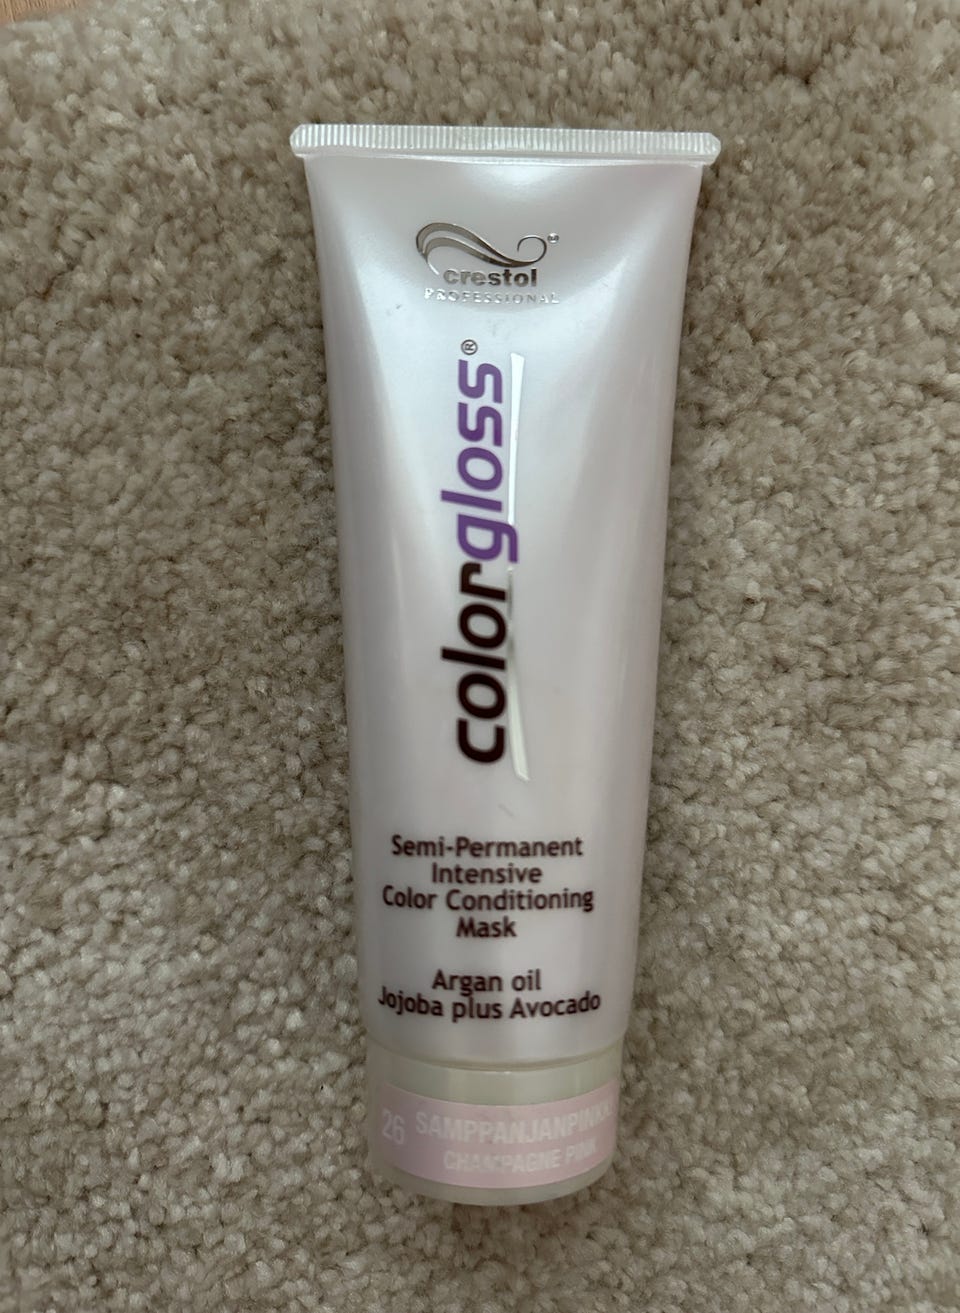 crestol
PROFESSIONAL
colorgloss®
Semi-Permanent
Intensive
Color Conditioning
Mask
Argan oil
Jojoba plus Avocado
26 SAMPPANJANPINKKI
CHAMPAGNE PINK